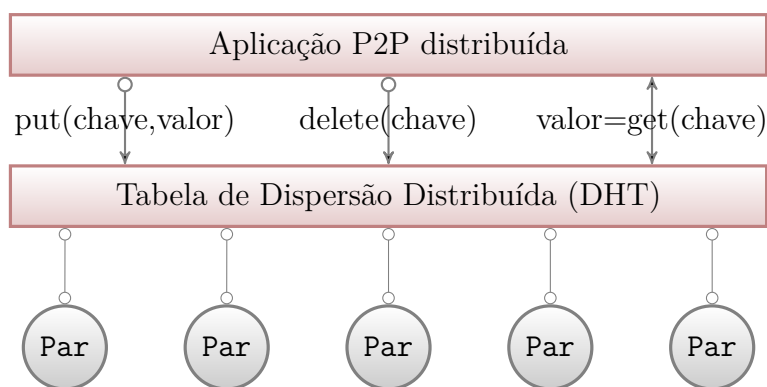 Aplicação P2P distribuída
put(chave,valor) delete(chave) valor=get(chave)
Tabela de Dispersão Distribuída (DHT)
Par Par Par Par Par